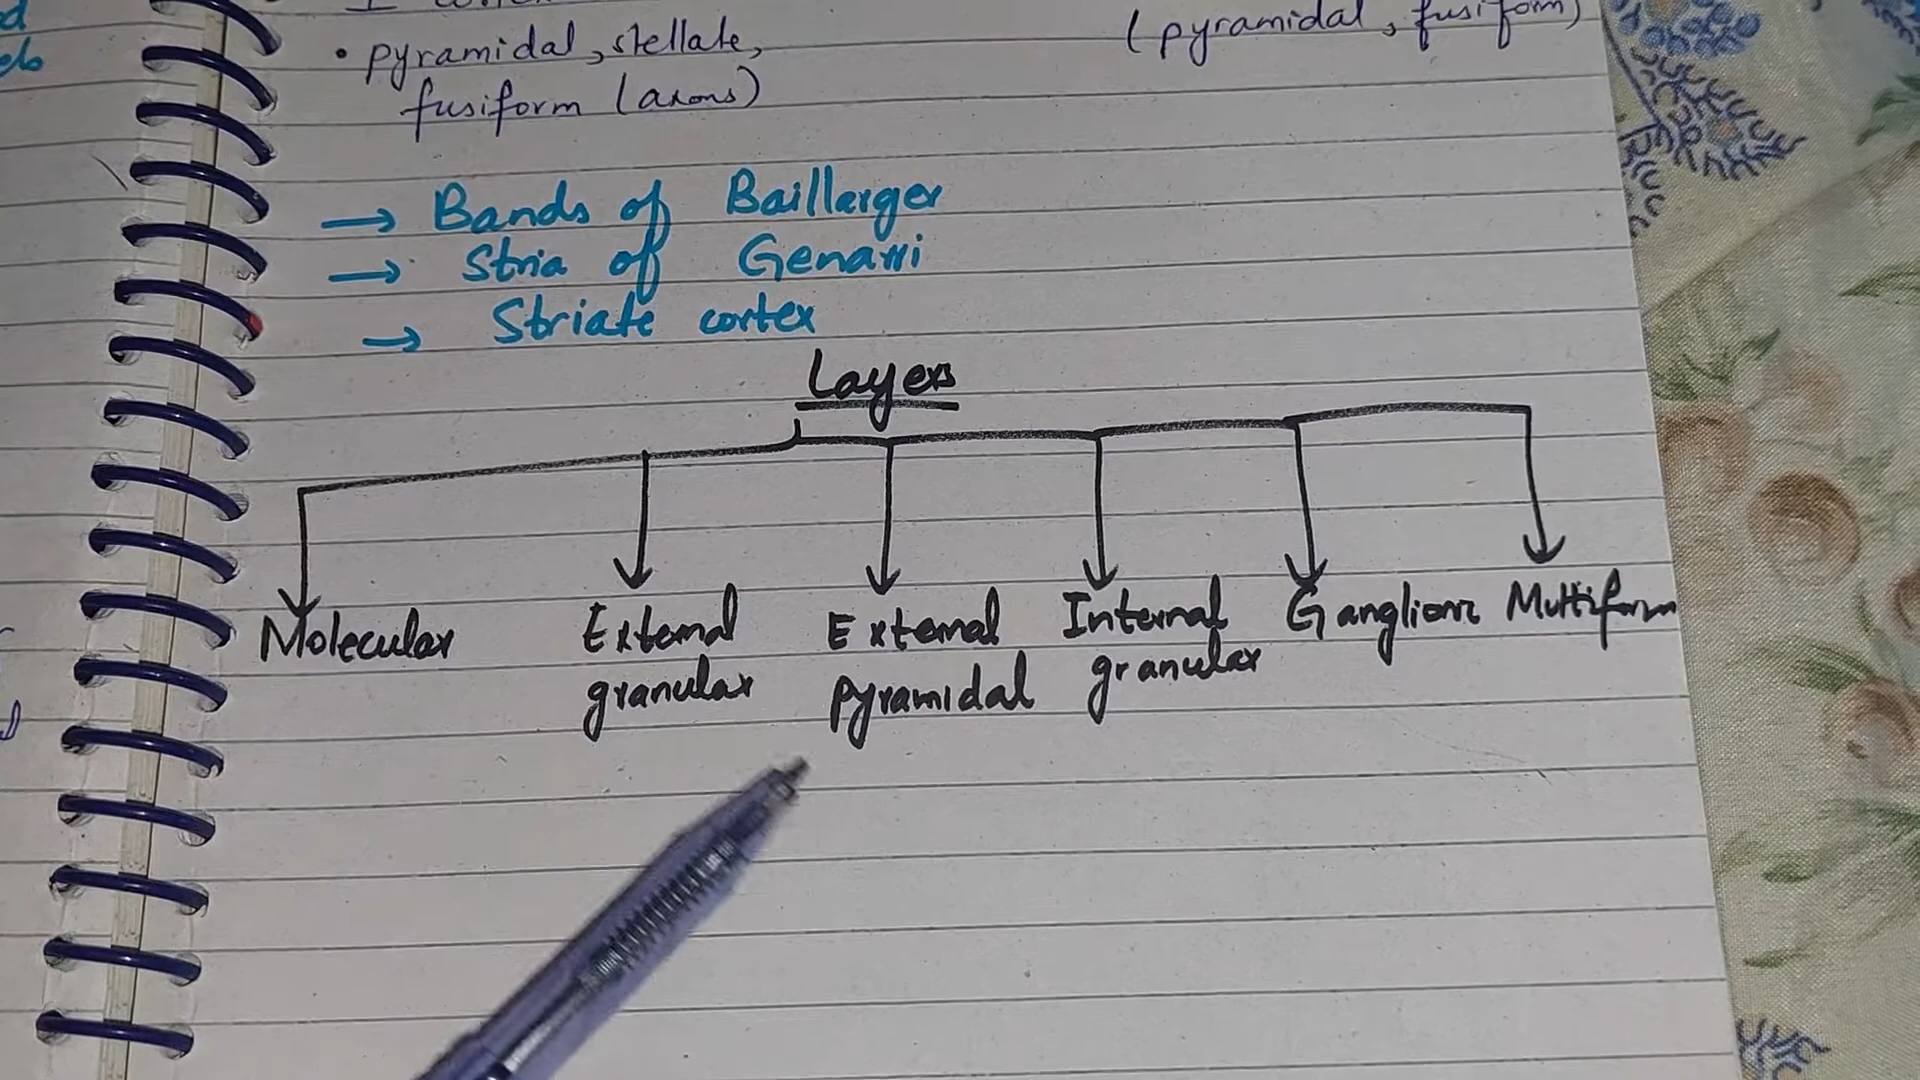 • pyramidal, stellate,
fusiform (axons)
(pyramidal, fusiform)
→ Bands of Baillarger
→ Stria of Genarri
→ Striate cortex
Layers
Molecular
External
granular
External
pyramidal
Internal
granular
Ganglionic
Multiform